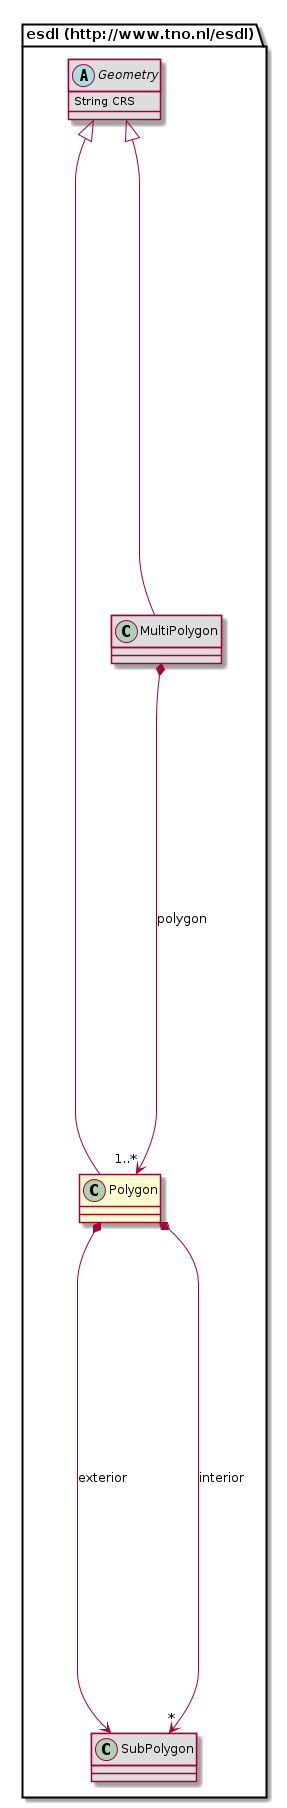 esdl (http://www.tno.nl/esdl)
A Geometry
String CRS
C MultiPolygon
polygon
1..*
C Polygon
exterior
interior
*
C SubPolygon